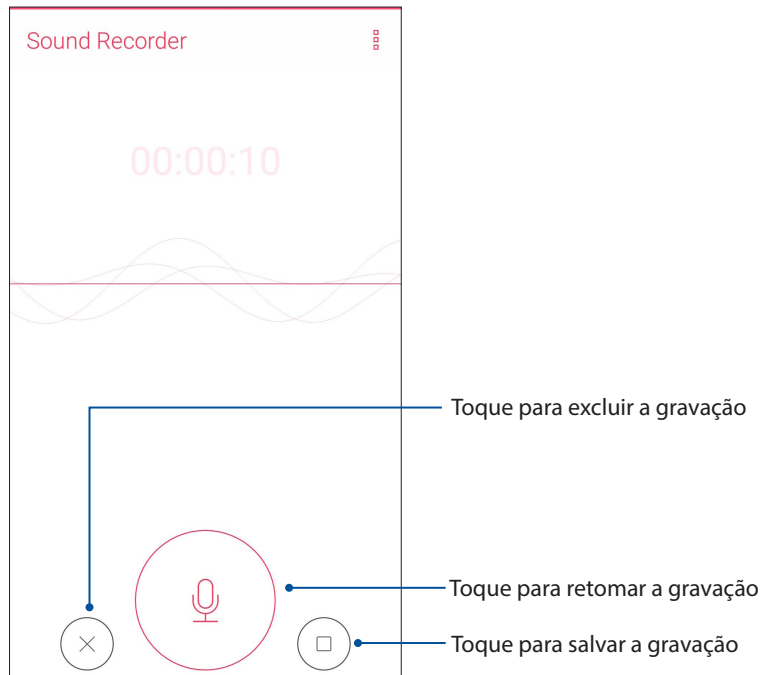 Sound Recorder
00:00:10
Toque para excluir a gravação
Toque para retomar a gravação
Toque para salvar a gravação